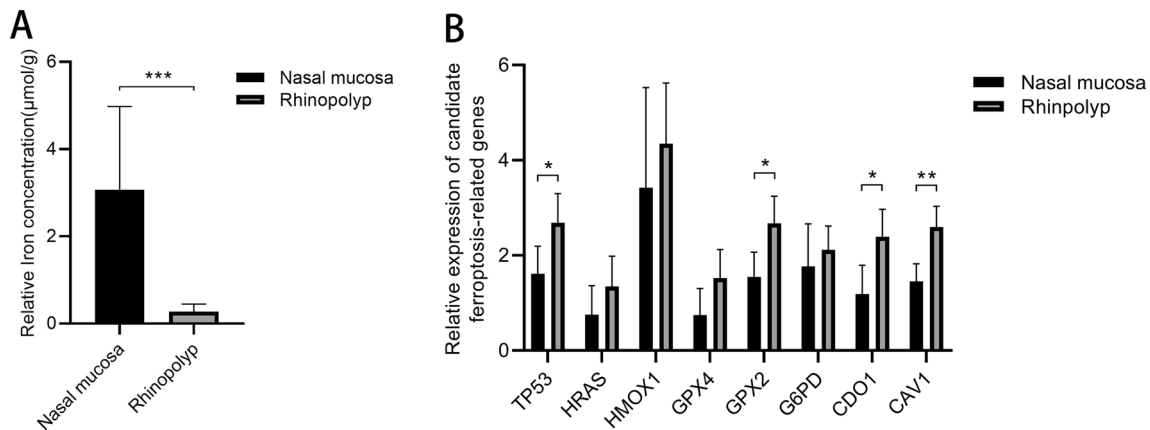 A
Relative Iron concentration(μmol/g)
6
4
2
0
***
Nasal mucosa
Rhinopolyp
Nasal mucosa
Rhinopolyp
B
Relative expression of candidate
ferroptosis-related genes
6
4
2
0
*
*
*
**
Nasal mucosa
Rhinpolyp
TP53
HRAS
HMOX1
GPX4
GPX2
G6PD
CDO1
CAV1